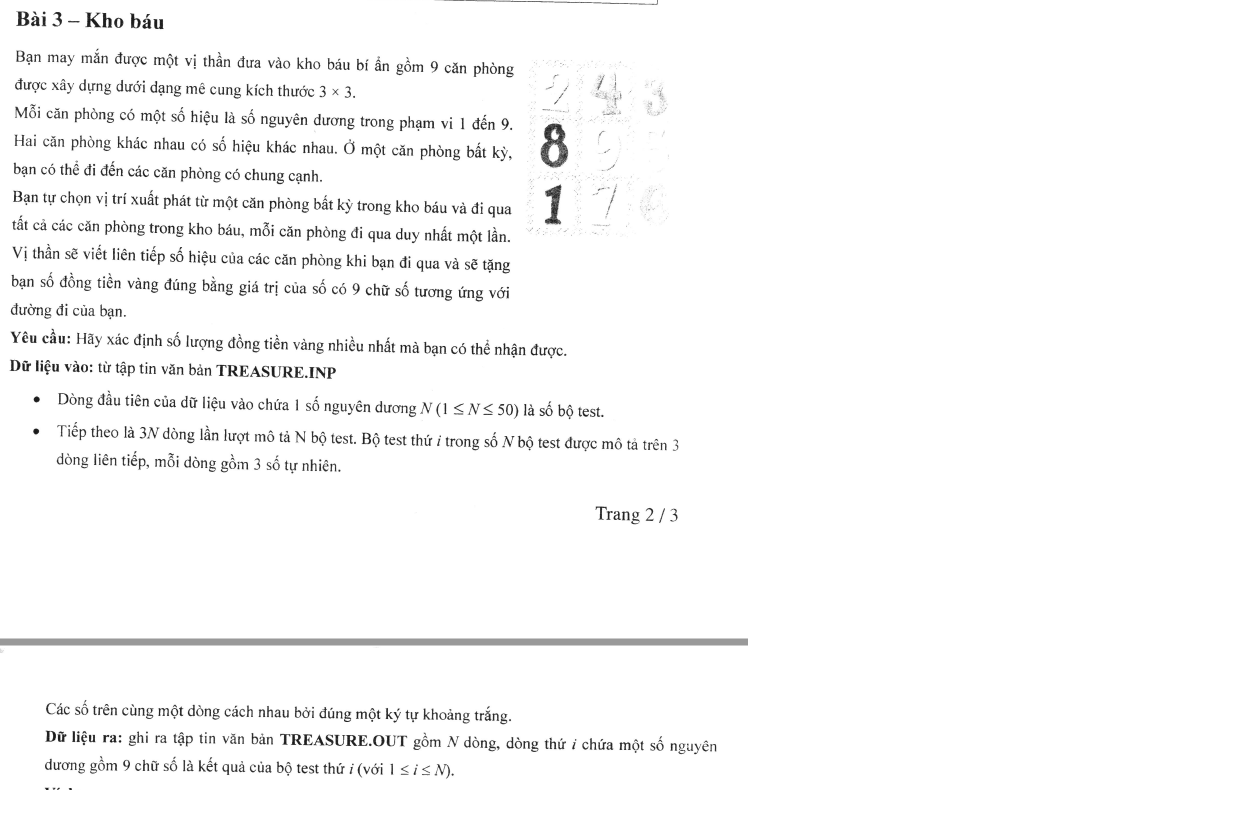 Bài 3 – Kho báu
Bạn may mắn được một vị thần đưa vào kho báu bí ẩn gồm 9 căn phòng
được xây dựng dưới dạng mê cung kích thước 3 × 3.
Mỗi căn phòng có một số hiệu là số nguyên dương trong phạm vi 1 đến 9.
Hai căn phòng khác nhau có số hiệu khác nhau. Ở một căn phòng bất kỳ,
bạn có thể đi đến các căn phòng có chung cạnh.
Bạn tự chọn vị trí xuất phát từ một căn phòng bất kỳ trong kho báu và đi qua
tất cả các căn phòng trong kho báu, mỗi căn phòng đi qua duy nhất một lần.
Vị thần sẽ viết liên tiếp số hiệu của các căn phòng khi bạn đi qua và sẽ tặng
bạn số đồng tiền vàng đúng bằng giá trị của số có 9 chữ số tương ứng với
đường đi của bạn.
2 4 3
8 9
1 7 6
Yêu cầu: Hãy xác định số lượng đồng tiền vàng nhiều nhất mà bạn có thể nhận được.
Dữ liệu vào: từ tập tin văn bản TREASURE.INP
• Dòng đầu tiên của dữ liệu vào chứa 1 số nguyên dương N (1 ≤ N ≤ 50) là số bộ test.
• Tiếp theo là 3N dòng lần lượt mô tả N bộ test. Bộ test thứ i trong số N bộ test được mô tả trên 3
dòng liên tiếp, mỗi dòng gồm 3 số tự nhiên.
Trang 2 / 3
Các số trên cùng một dòng cách nhau bởi đúng một ký tự khoảng trắng.
Dữ liệu ra: ghi ra tập tin văn bản TREASURE.OUT gồm N dòng, dòng thứ i chứa một số nguyên
dương gồm 9 chữ số là kết quả của bộ test thứ i (với 1 ≤ i ≤ N).